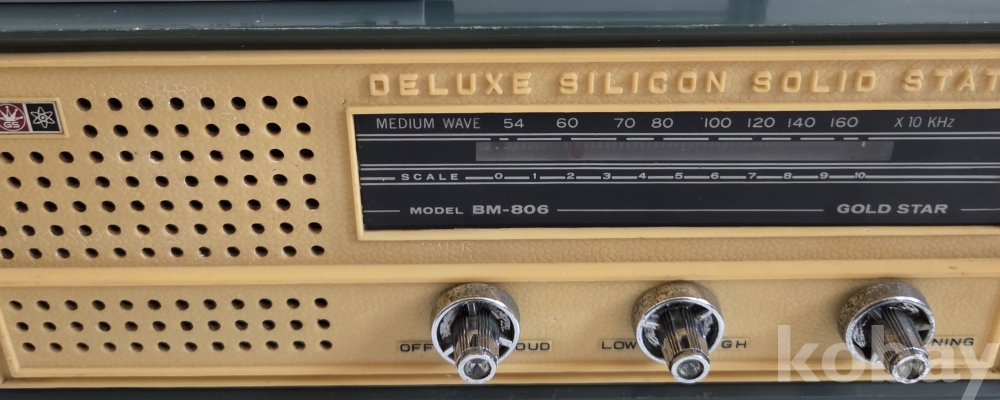 DELUXE SILICON SOLID STAT
GS
MEDIUM WAVE 54 60 70 80 100 120 140 160 X 10 KHz
SCALE 0 1 2 3 4 5 6 7 8 9 10
MODEL BM-806 GOLD STAR
OFF OUD LOW GH NING
kobay